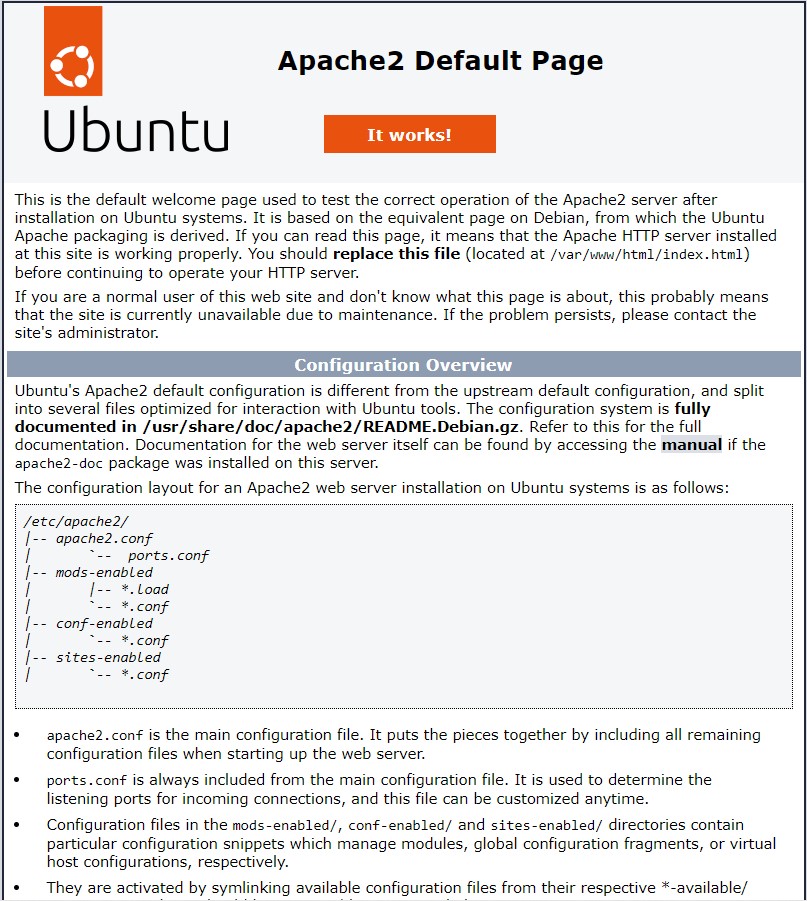 Apache2 Default Page
Ubuntu
It works!
This is the default welcome page used to test the correct operation of the Apache2 server after
installation on Ubuntu systems. It is based on the equivalent page on Debian, from which the Ubuntu
Apache packaging is derived. If you can read this page, it means that the Apache HTTP server installed
at this site is working properly. You should replace this file (located at /var/www/html/index.html)
before continuing to operate your HTTP server.
If you are a normal user of this web site and don't know what this page is about, this probably means
that the site is currently unavailable due to maintenance. If the problem persists, please contact the
site's administrator.
Configuration Overview
Ubuntu's Apache2 default configuration is different from the upstream default configuration, and split
into several files optimized for interaction with Ubuntu tools. The configuration system is fully
documented in /usr/share/doc/apache2/README.Debian.gz. Refer to this for the full
documentation. Documentation for the web server itself can be found by accessing the manual if the
apache2-doc package was installed on this server.
The configuration layout for an Apache2 web server installation on Ubuntu systems is as follows:
/etc/apache2/
|-- apache2.conf
|       `--  ports.conf
|-- mods-enabled
|       |-- *.load
|       `-- *.conf
|-- conf-enabled
|       `-- *.conf
|-- sites-enabled
|       `-- *.conf
• apache2.conf is the main configuration file. It puts the pieces together by including all remaining
configuration files when starting up the web server.
• ports.conf is always included from the main configuration file. It is used to determine the
listening ports for incoming connections, and this file can be customized anytime.
• Configuration files in the mods-enabled/, conf-enabled/ and sites-enabled/ directories contain
particular configuration snippets which manage modules, global configuration fragments, or virtual
host configurations, respectively.
• They are activated by symlinking available configuration files from their respective *-available/